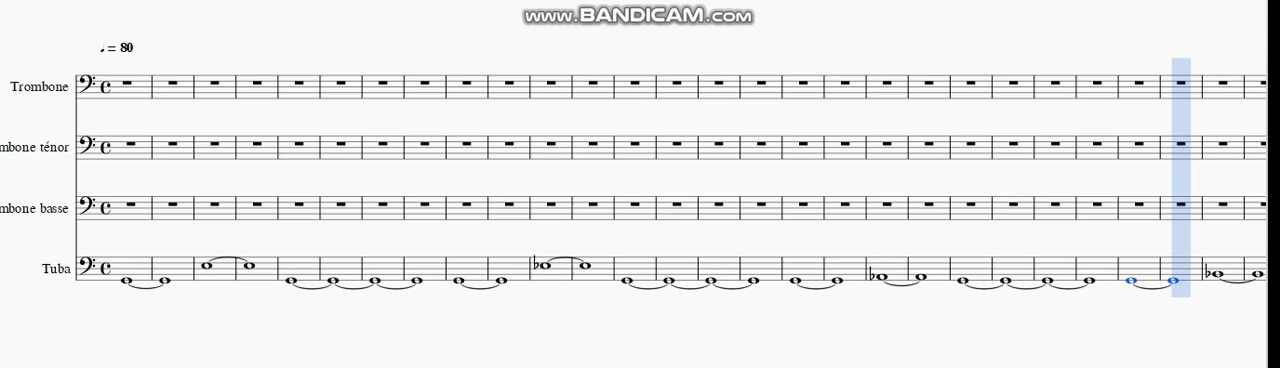 www.BANDICAM.com
♩ = 80
Trombone
mbone ténor
mbone basse
Tuba